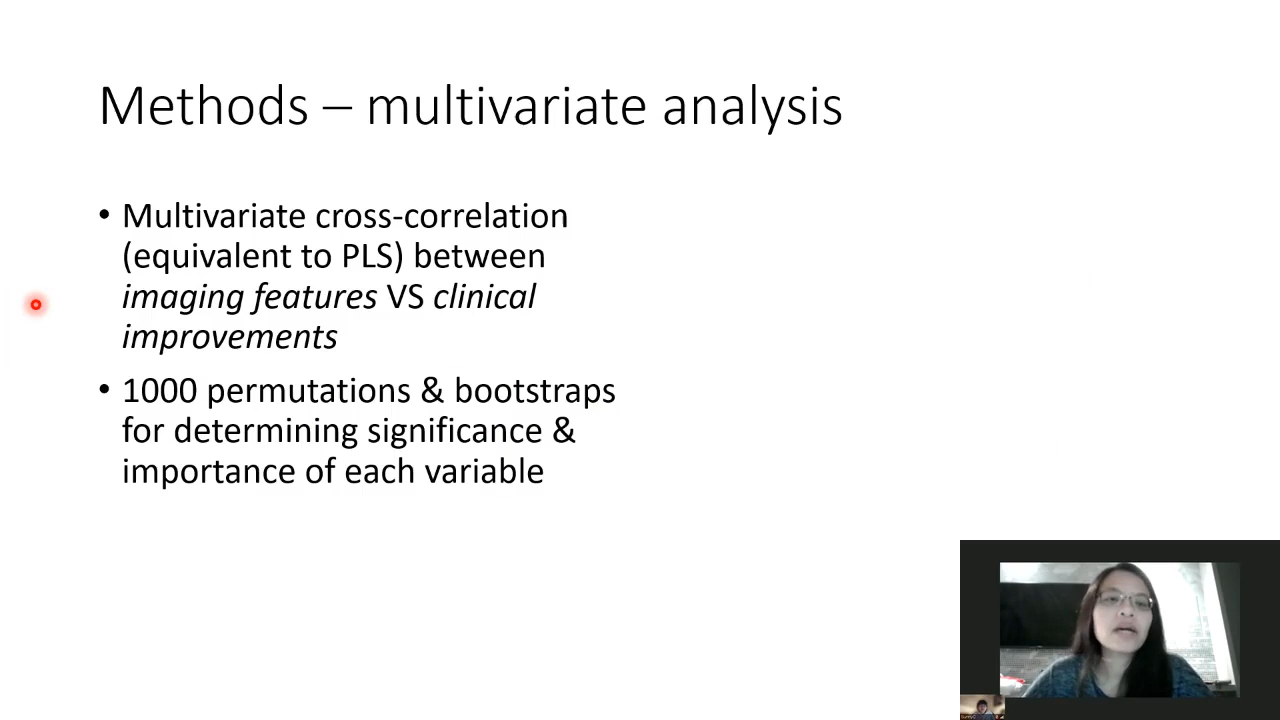 Methods – multivariate analysis
• Multivariate cross-correlation
(equivalent to PLS) between
imaging features VS clinical
improvements
• 1000 permutations & bootstraps
for determining significance &
importance of each variable